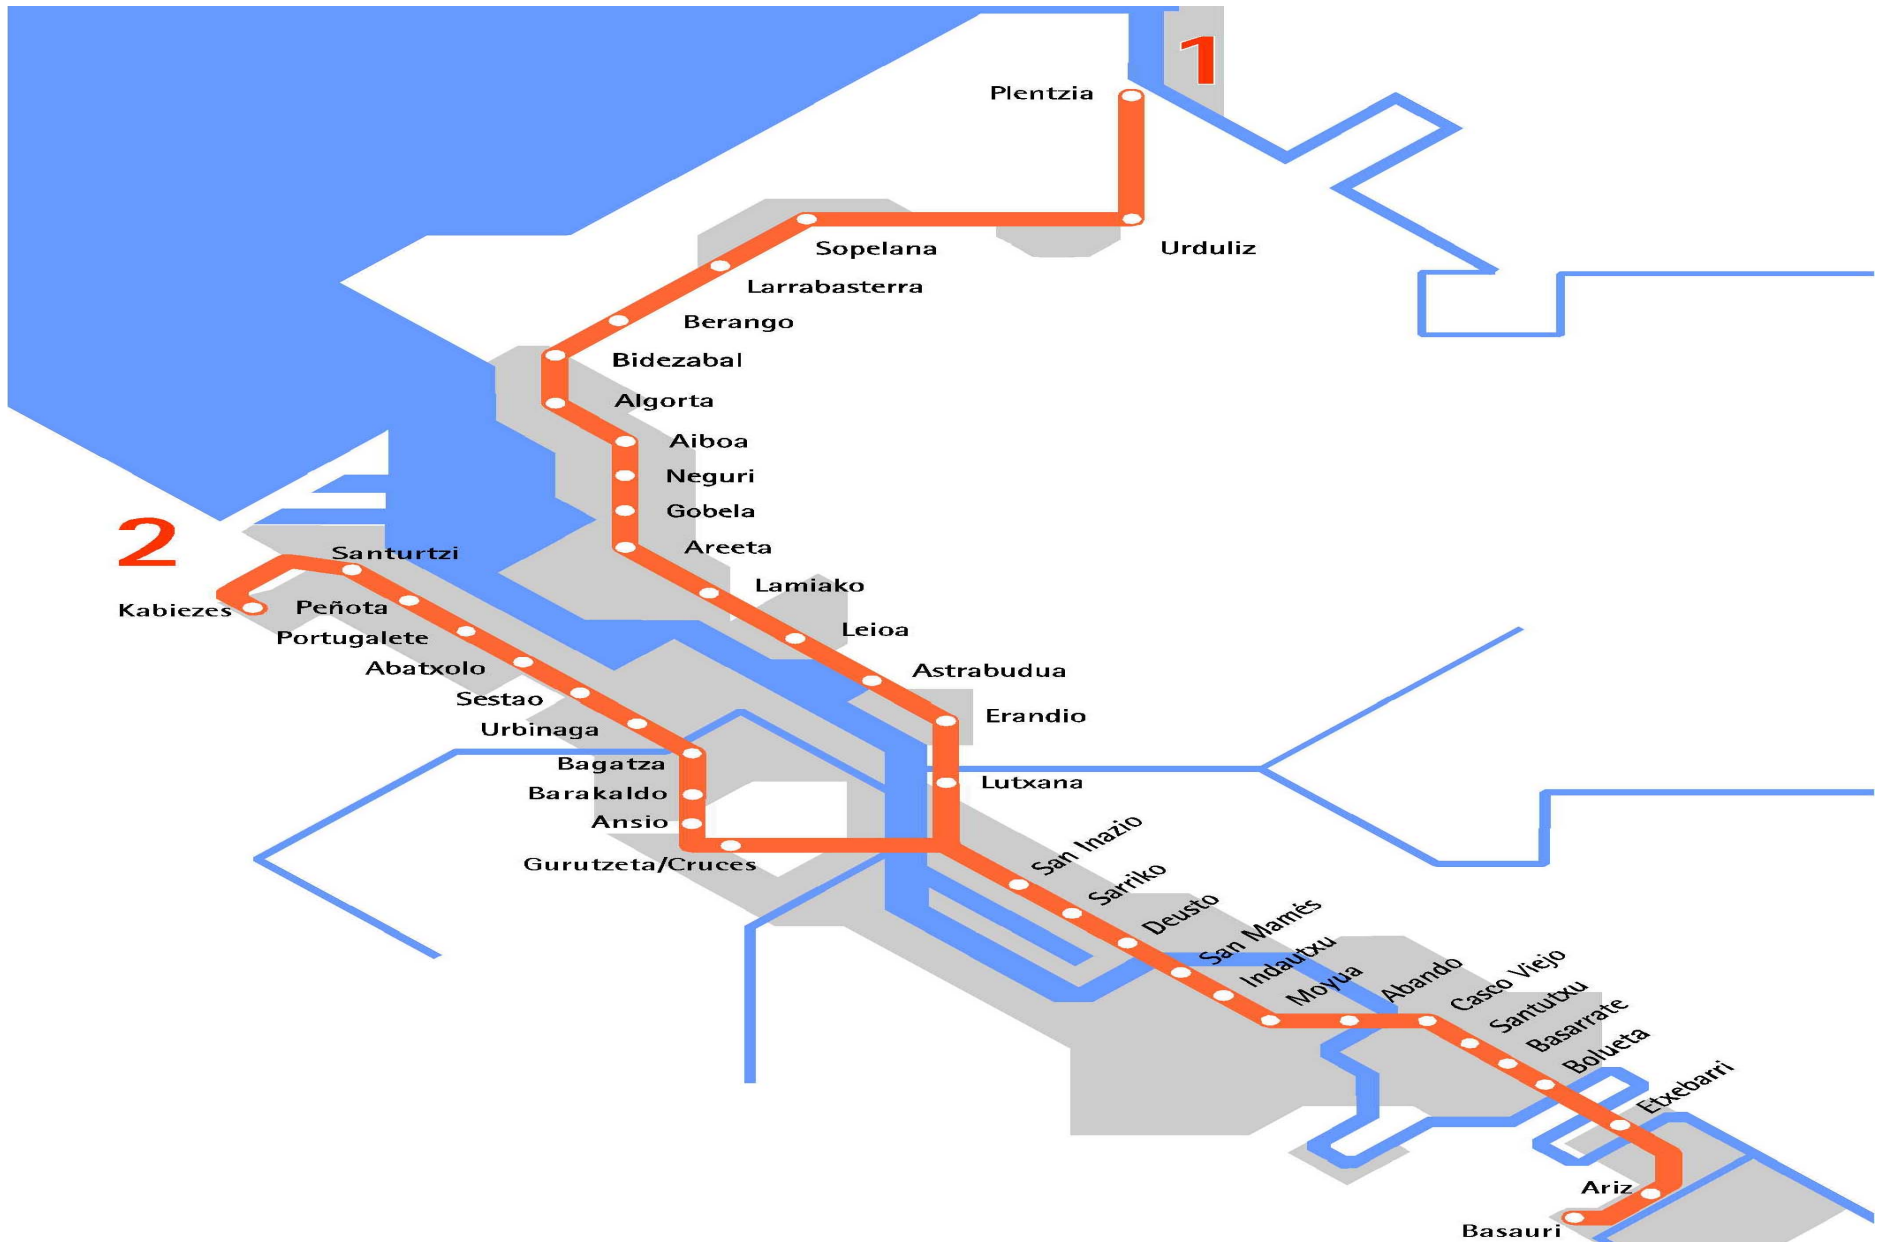 1
Plentzia
Sopelana
Urduliz
Larrabasterra
Berango
Bidezabal
Algorta
Aiboa
Neguri
Gobela
Areeta
Lamiako
Leioa
Astrabudua
Erandio
Lutxana
2
Santurtzi
Kabiezes
Peñota
Portugalete
Abatxolo
Sestao
Urbinaga
Bagatza
Barakaldo
Ansio
Gurutzeta/Cruces
San Inazio
Sarriko
Deusto
San Mamés
Indautxu
Moyua
Abando
Casco Viejo
Santutxu
Basarrate
Bolueta
Etxebarri
Ariz
Basauri